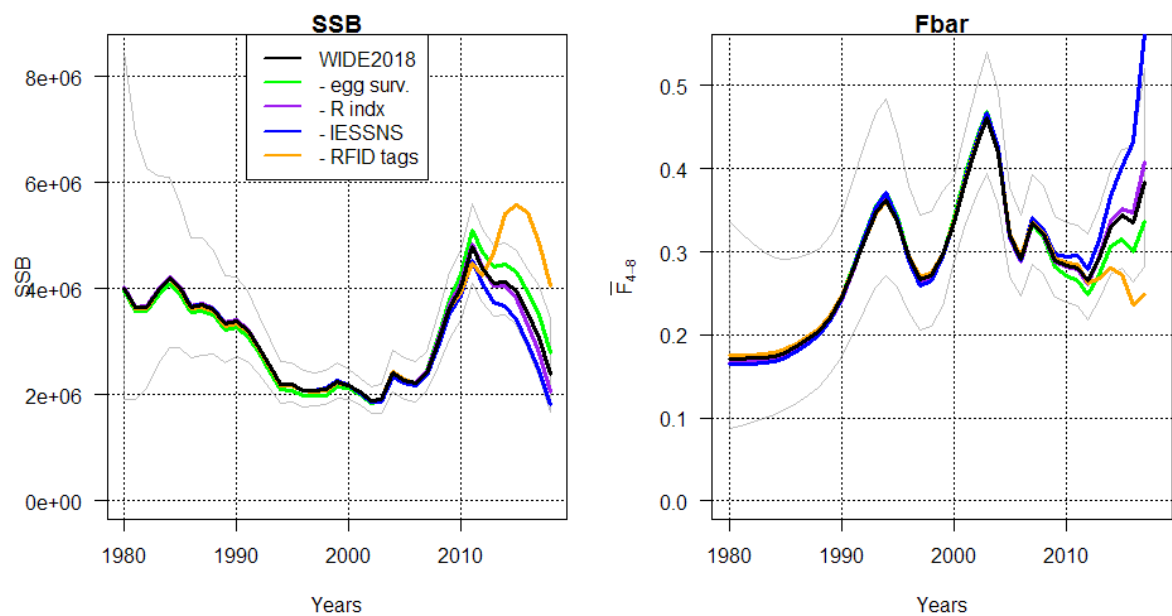 SSB
WIDE2018
- egg surv.
- R indx
- IESSNS
- RFID tags
8e+06
6e+06
4e+06
2e+06
0e+00
SSB
1980
1990
2000
2010
Years
Fbar
0.5
0.4
0.3
0.2
0.1
0.0
F̅4-8
1980
1990
2000
2010
Years